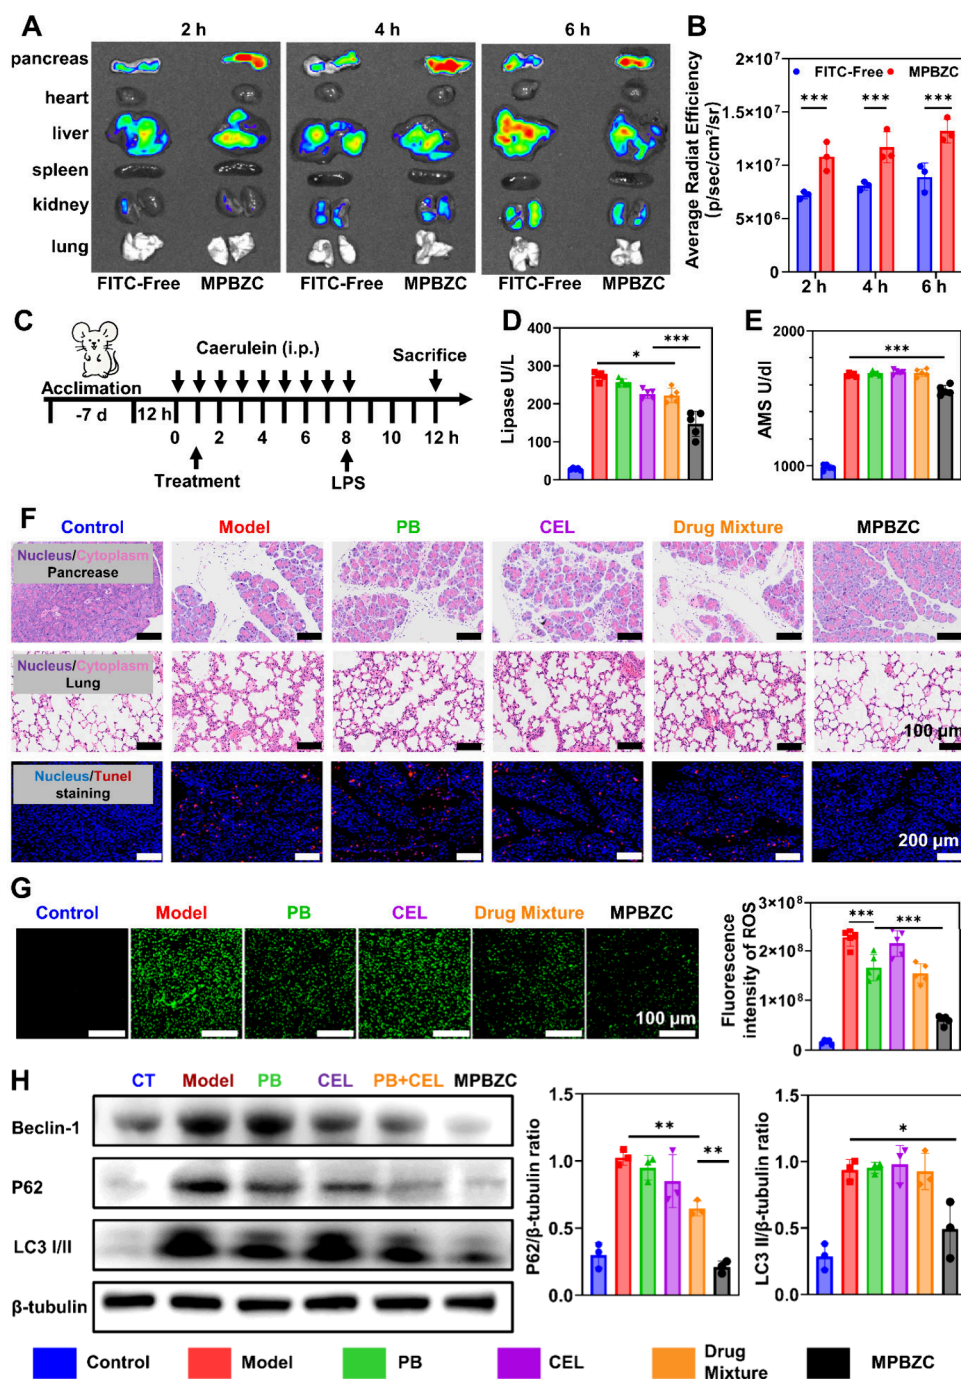 A
2 h
4 h
6 h
pancreas
heart
liver
spleen
kidney
lung
FITC-Free
MPBZC
FITC-Free
MPBZC
FITC-Free
MPBZC
B
Average Radiat Efficiency
(p/sec/cm²/sr)
2×10⁷
1.5×10⁷
1×10⁷
5×10⁶
0
FITC-Free
MPBZC
***
***
***
2 h
4 h
6 h
C
Caerulein (i.p.)
Sacrifice
Acclimation
-7 d
12 h
0
2
4
6
8
10
12 h
Treatment
LPS
D
Lipase U/L
400
300
200
100
0
*
***
E
AMS U/dl
2000
1000
***
F
Control
Model
PB
CEL
Drug Mixture
MPBZC
Nucleus/Cytoplasm
Pancrease
Nucleus/Cytoplasm
Lung
100 μm
Nucleus/Tunel
staining
200 μm
G
Control
Model
PB
CEL
Drug Mixture
MPBZC
100 μm
Fluorescence
intensity of ROS
3×10⁸
2×10⁸
1×10⁸
0
***
***
H
CT
Model
PB
CEL
PB+CEL
MPBZC
Beclin-1
P62
LC3 I/II
β-tubulin
P62/β-tubulin ratio
1.5
1.0
0.5
0.0
**
**
LC3 II/β-tubulin ratio
1.5
1.0
0.5
0.0
*
Control
Model
PB
CEL
Drug
Mixture
MPBZC